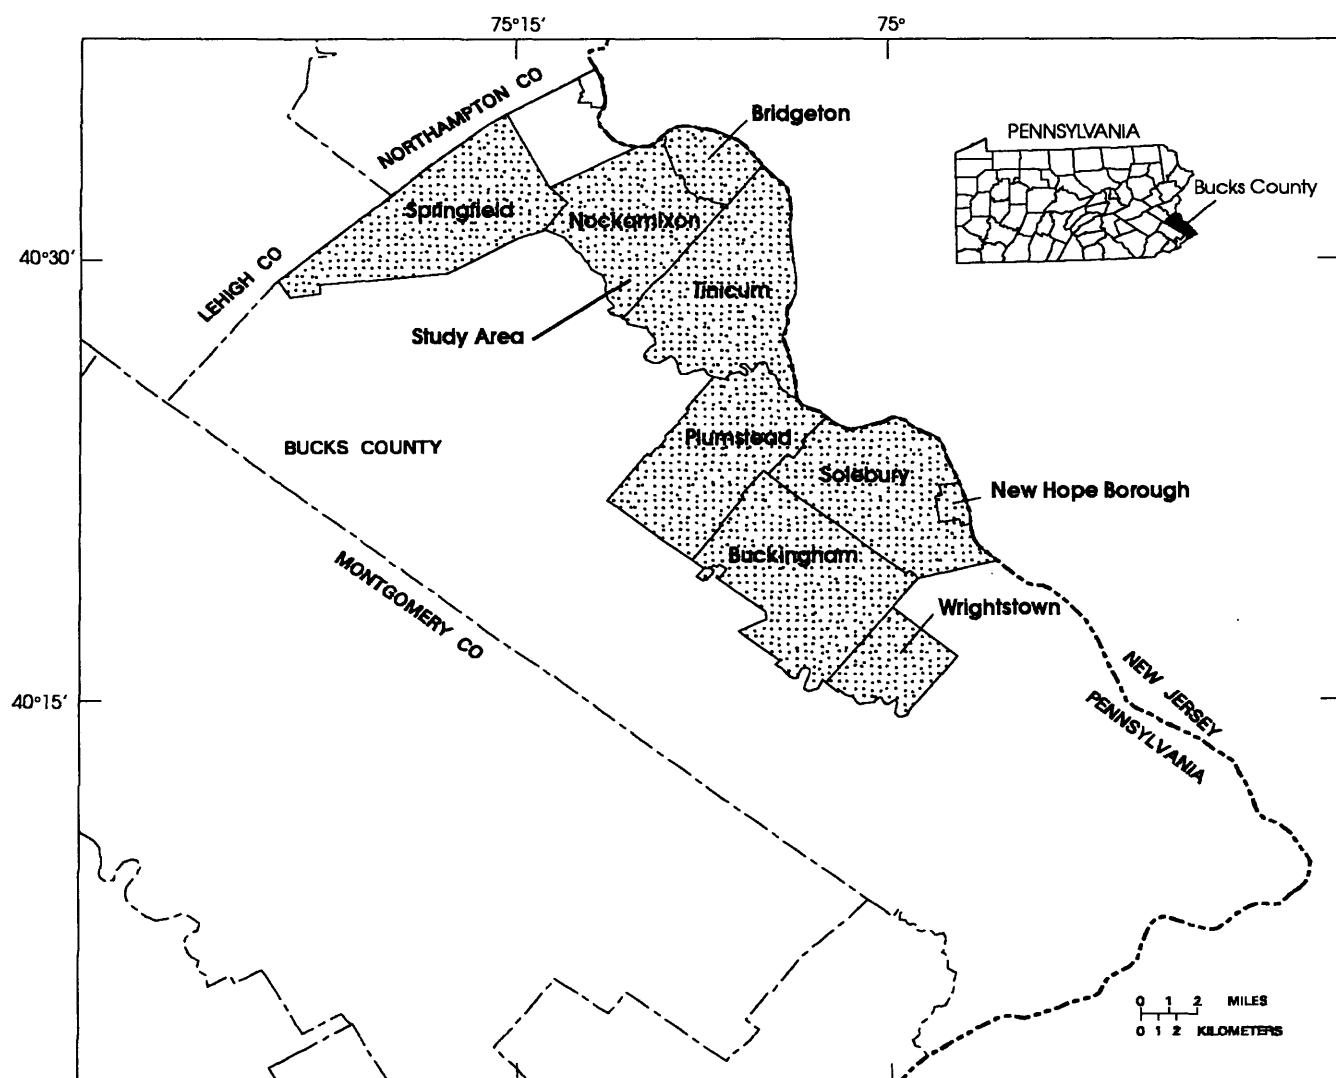 75°15′
75°
NORTHAMPTON CO
Bridgeton
PENNSYLVANIA
Bucks County
Springfield
Nockamixon
40°30′
LEHIGH CO
Tinicum
Study Area
Plumstead
BUCKS COUNTY
Solebury
New Hope Borough
Buckingham
MONTGOMERY CO
Wrightstown
NEW JERSEY
PENNSYLVANIA
40°15′
0 1 2 MILES
0 1 2 KILOMETERS